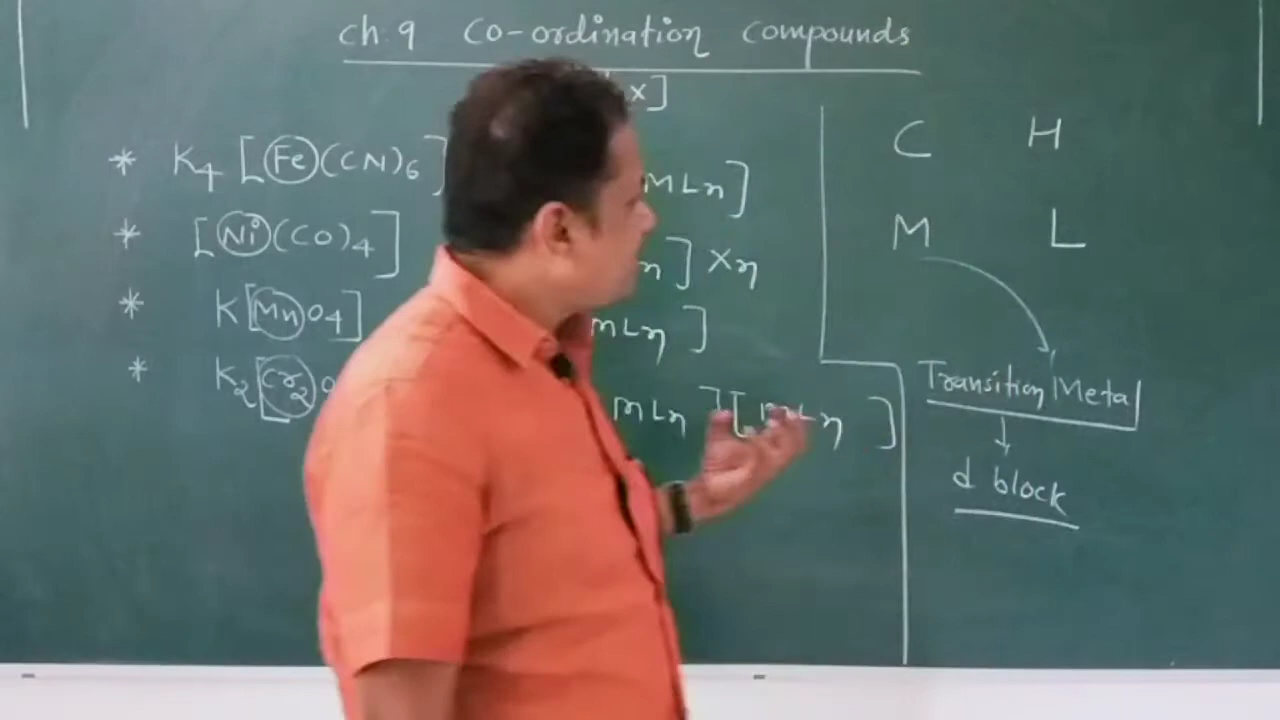 ch.9 Co-ordination compounds
x]
* K4 [Fe(CN)6]
* [Ni(CO)4]
* K[MnO4]
* K2[Cr2O
MLn]
n]Xn
MLn]
MLn][MLn]
C H
M L
Transition Metal
↓
d block